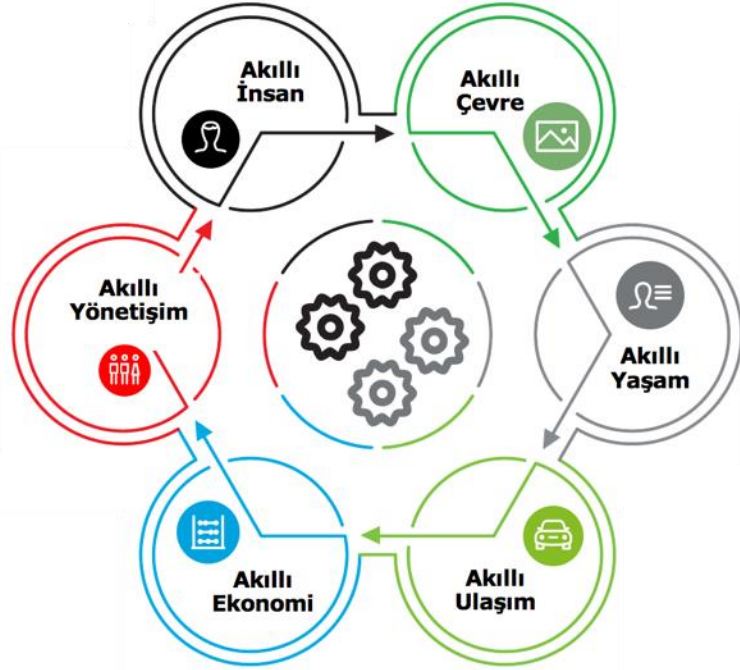 Akıllı
İnsan
Akıllı
Çevre
Akıllı
Yönetişim
Akıllı
Yaşam
Akıllı
Ekonomi
Akıllı
Ulaşım